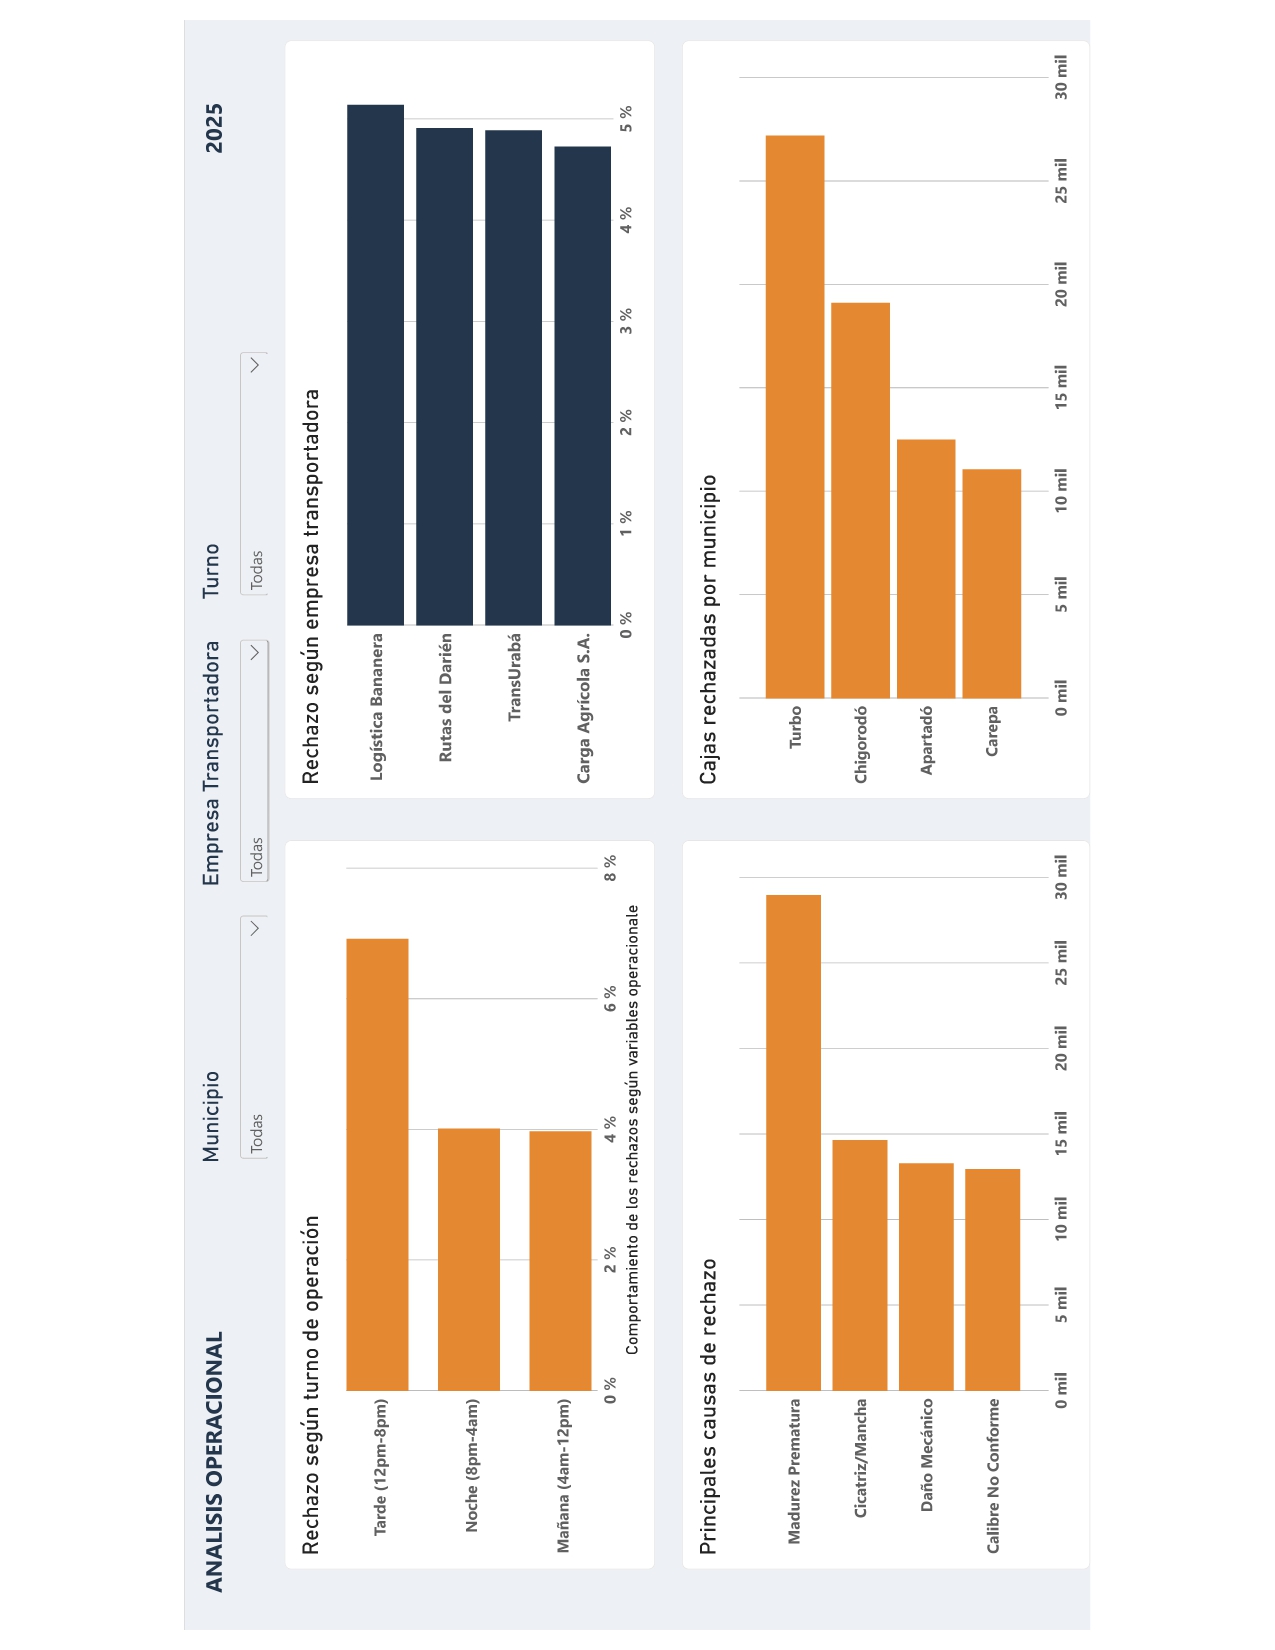 ANALISIS OPERACIONAL
Municipio
Empresa Transportadora
Turno
2025
Todas
Todas
Todas
Rechazo según turno de operación
Tarde (12pm-8pm)
Noche (8pm-4am)
Mañana (4am-12pm)
0 %
2 %
4 %
6 %
8 %
Comportamiento de los rechazos según variables operacionale
Rechazo según empresa transportadora
Logística Bananera
Rutas del Darién
TransUrabá
Carga Agrícola S.A.
0 %
1 %
2 %
3 %
4 %
5 %
Principales causas de rechazo
Madurez Prematura
Cicatriz/Mancha
Daño Mecánico
Calibre No Conforme
0 mil
5 mil
10 mil
15 mil
20 mil
25 mil
30 mil
Cajas rechazadas por municipio
Turbo
Chigorodó
Apartadó
Carepa
0 mil
5 mil
10 mil
15 mil
20 mil
25 mil
30 mil